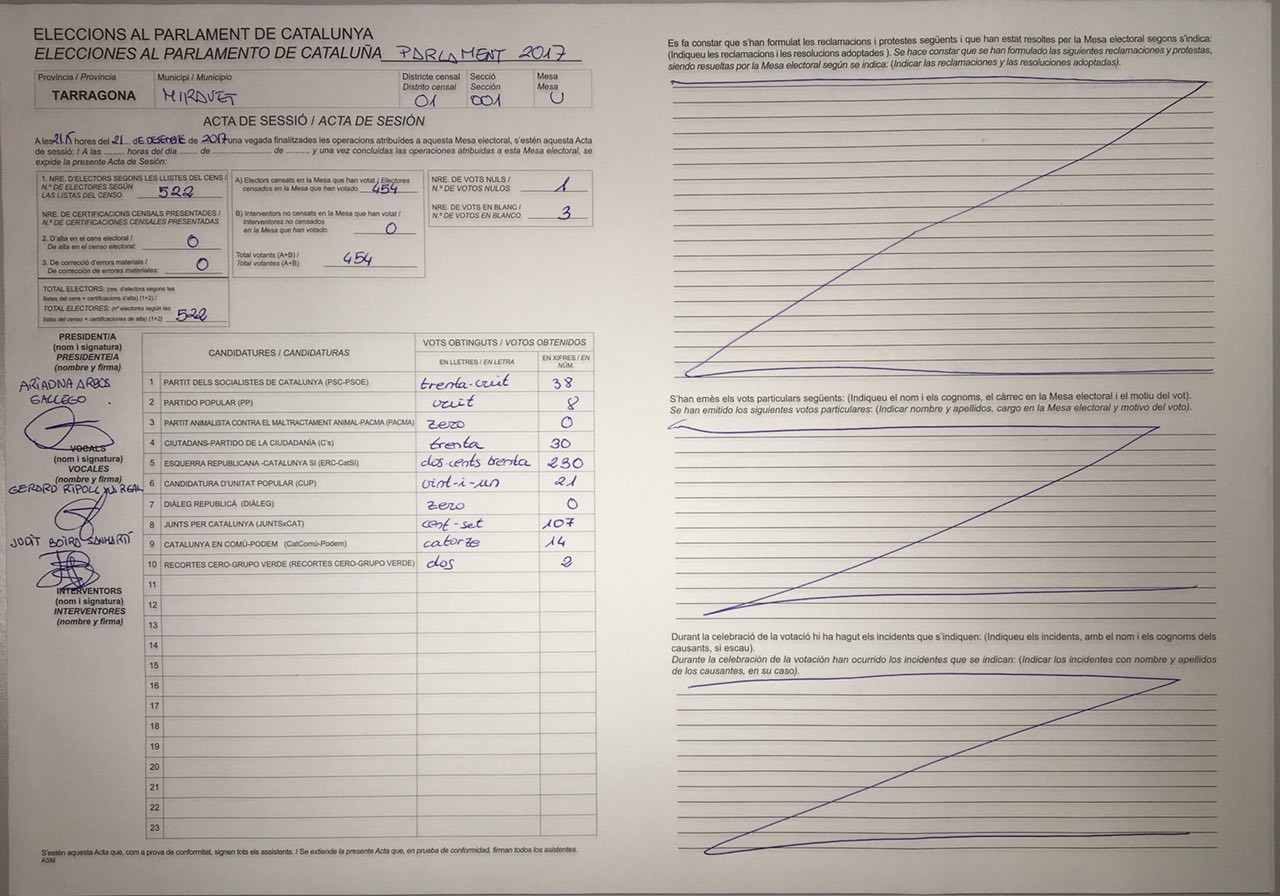 ELECCIONS AL PARLAMENT DE CATALUNYA
ELECCIONES AL PARLAMENTO DE CATALUÑA PARLAMENT 2017
Província / Provincia Municipi / Municipio Districte censal Secció Mesa
Distrito censal Sección Mesa
TARRAGONA MIRAVET 01 001 U
ACTA DE SESSIÓ / ACTA DE SESIÓN
A les hores del 21 de DESEMBRE de 2017 una vegada finalitzades les operacions atribuïdes a aquesta Mesa electoral, s'estén aquesta Acta
de sessió: / A las ......... horas del día ....... de ........................... de ........, y una vez concluidas las operaciones atribuidas a esta Mesa electoral, se
expide la presente Acta de Sesión:
1. NRE. D'ELECTORS SEGONS LES LLISTES DEL CENS /
N.º DE ELECTORES SEGÚN
LAS LISTAS DEL CENSO 522
NRE. DE CERTIFICACIONS CENSALS PRESENTADES /
N.º DE CERTIFICACIONES CENSALES PRESENTADAS
2. D'alta en el cens electoral /
De alta en el censo electoral: 0
3. De correcció d'errors materials /
De corrección de errores materiales: 0
TOTAL ELECTORS: (nre. d'electors segons les
llistes del cens + certificacions d'alta) (1+2) /
TOTAL ELECTORES: (nº electores según las
listas del censo + certificaciones de alta) (1+2) 522
A) Electors censats en la Mesa que han votat / Electores
censados en la Mesa que han votado 454
B) Interventors no censats en la Mesa que han votat /
Interventores no censados
en la Mesa que han votado 0
Total votants (A+B) /
Total votantes (A+B) 454
NRE. DE VOTS NULS /
N.º DE VOTOS NULOS 1
NRE. DE VOTS EN BLANC /
N.º DE VOTOS EN BLANCO 3
PRESIDENT/A
(nom i signatura)
PRESIDENTE/A
(nombre y firma)
ARIADNA ARBOS
GALLEGO
VOCALS
(nom i signatura)
VOCALES
(nombre y firma)
GERARD RIPOLL
INTERVENTORS
(nom i signatura)
INTERVENTORES
(nombre y firma)
CANDIDATURES / CANDIDATURAS VOTS OBTINGUTS / VOTOS OBTENIDOS
EN LLETRES / EN LETRA EN XIFRES / EN NÚM.
1 PARTIT DELS SOCIALISTES DE CATALUNYA (PSC-PSOE) trenta-vuit 38
2 PARTIDO POPULAR (PP) vuit 8
3 PARTIT ANIMALISTA CONTRA EL MALTRACTAMENT ANIMAL-PACMA (PACMA) zero 0
4 CIUTADANS-PARTIDO DE LA CIUDADANÍA (C's) trenta 30
5 ESQUERRA REPUBLICANA -CATALUNYA SI (ERC-CatSí) dos-cents trenta 230
6 CANDIDATURA D'UNITAT POPULAR (CUP) vint-i-un 21
7 DIÀLEG REPUBLICÀ (DIÀLEG) zero 0
8 JUNTS PER CATALUNYA (JUNTSxCAT) cent-set 107
9 CATALUNYA EN COMÚ-PODEM (CatComú-Podem) catorze 14
10 RECORTES CERO-GRUPO VERDE (RECORTES CERO-GRUPO VERDE) dos 2
11
12
13
14
15
16
17
18
19
20
21
22
23
S'estén aquesta Acta que, com a prova de conformitat, signen tots els assistents. / Se extiende la presente Acta que, en prueba de conformidad, firman todos los asistentes.
ASM
Es fa constar que s'han formulat les reclamacions i protestes següents i que han estat resoltes per la Mesa electoral segons s'indica:
(Indiqueu les reclamacions i les resolucions adoptades ). Se hace constar que se han formulado las siguientes reclamaciones y protestas,
siendo resueltas por la Mesa electoral según se indica: (Indicar las reclamaciones y las resoluciones adoptadas).
S'han emès els vots particulars següents: (Indiqueu el nom i els cognoms, el càrrec en la Mesa electoral i el motiu del vot).
Se han emitido los siguientes votos particulares: (Indicar nombre y apellidos, cargo en la Mesa electoral y motivo del voto).
Durant la celebració de la votació hi ha hagut els incidents que s'indiquen: (Indiqueu els incidents, amb el nom i els cognoms dels
causants, si escau).
Durante la celebración de la votación han ocurrido los incidentes que se indican: (Indicar los incidentes con nombre y apellidos
de los causantes, en su caso).